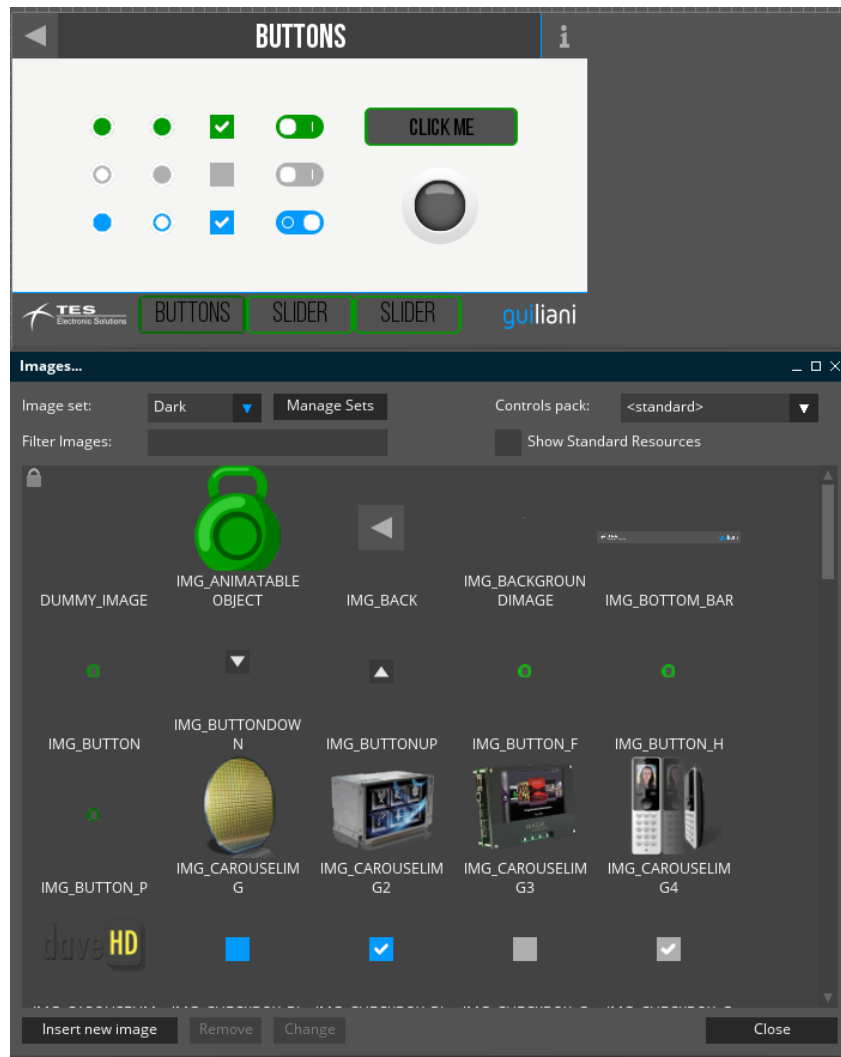 BUTTONS
i
CLICK ME
TES
Electronic Solutions
BUTTONS
SLIDER
SLIDER
guiliani
Images...
Image set:
Dark
Manage Sets
Controls pack:
<standard>
Filter Images:
Show Standard Resources
DUMMY_IMAGE
IMG_ANIMATABLE
OBJECT
IMG_BACK
IMG_BACKGROUN
DIMAGE
IMG_BOTTOM_BAR
IMG_BUTTON
IMG_BUTTONDOW
N
IMG_BUTTONUP
IMG_BUTTON_F
IMG_BUTTON_H
IMG_BUTTON_P
IMG_CAROUSELIM
G
IMG_CAROUSELIM
G2
IMG_CAROUSELIM
G3
IMG_CAROUSELIM
G4
dave HD
Insert new image
Remove
Change
Close